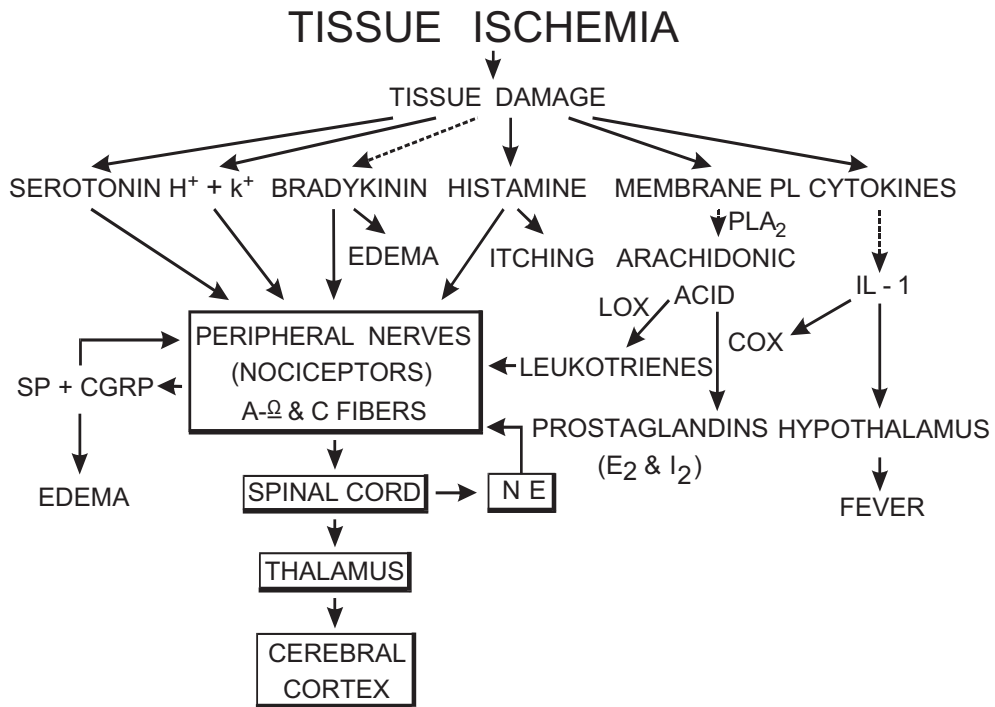 TISSUE ISCHEMIA
TISSUE DAMAGE
SEROTONIN H⁺ + k⁺ BRADYKININ HISTAMINE MEMBRANE PL CYTOKINES
PLA₂
EDEMA ITCHING ARACHIDONIC
ACID
IL - 1
LOX
COX
PERIPHERAL NERVES
(NOCICEPTORS)
A-Ω & C FIBERS
LEUKOTRIENES
SP + CGRP
PROSTAGLANDINS HYPOTHALAMUS
(E₂ & I₂)
EDEMA
SPINAL CORD
N E
FEVER
THALAMUS
CEREBRAL
CORTEX